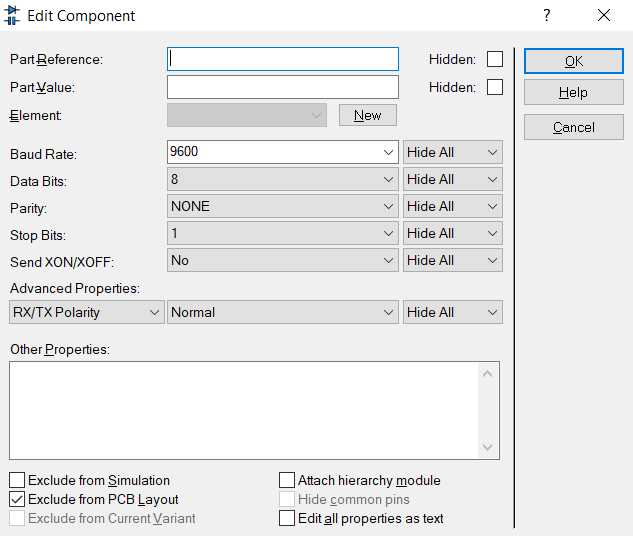 Edit Component ?
Part Reference: Hidden: OK
Part Value: Hidden: Help
Element: New Cancel
Baud Rate: 9600 Hide All
Data Bits: 8 Hide All
Parity: NONE Hide All
Stop Bits: 1 Hide All
Send XON/XOFF: No Hide All
Advanced Properties:
RX/TX Polarity Normal Hide All
Other Properties:
Exclude from Simulation Attach hierarchy module
Exclude from PCB Layout Hide common pins
Exclude from Current Variant Edit all properties as text